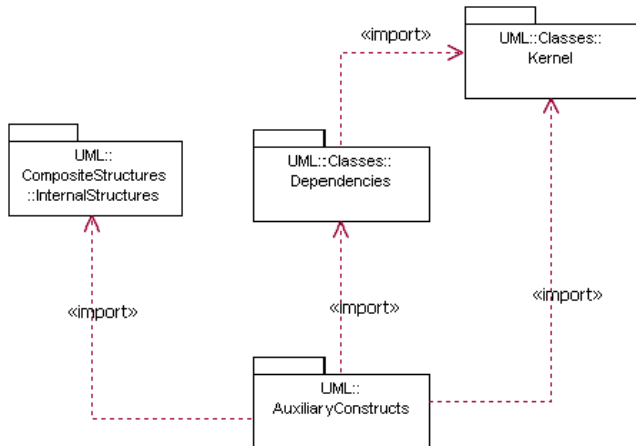 «import»
UML::Classes::
Kernel
UML::
CompositeStructures
::InternalStructures
UML::Classes::
Dependencies
«import»
«import»
«import»
UML::
AuxiliaryConstructs